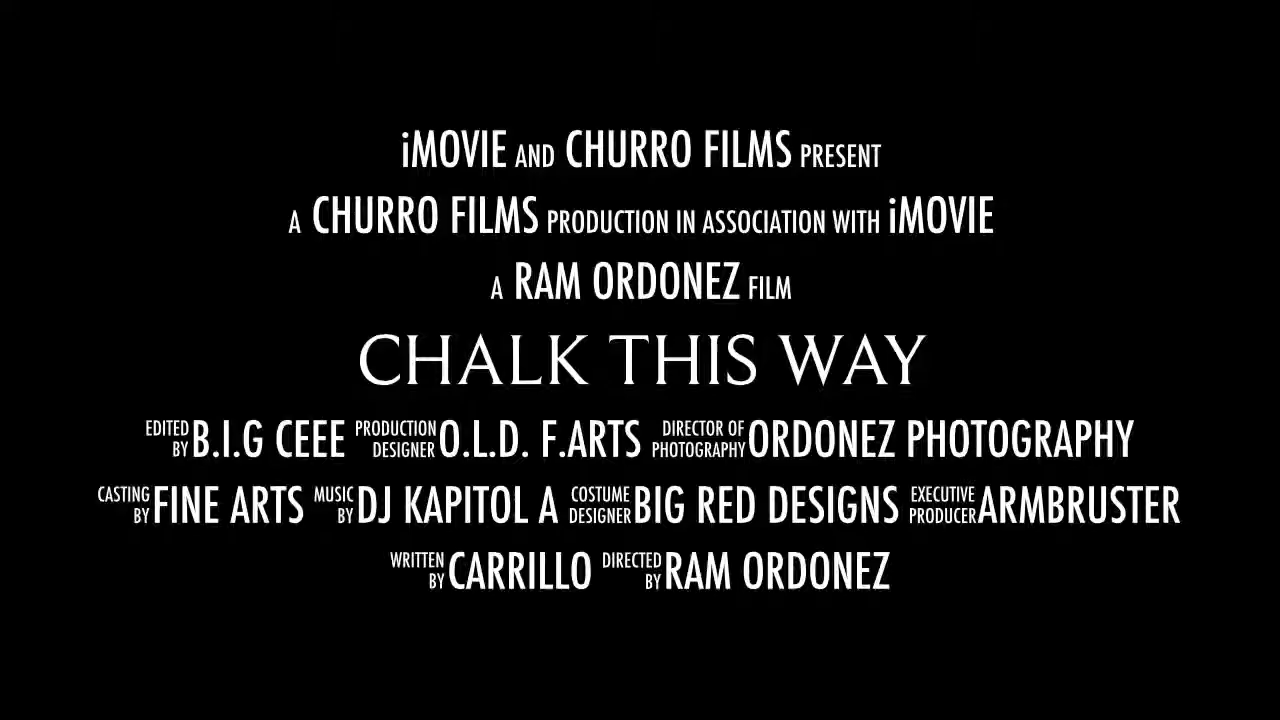 iMOVIE AND CHURRO FILMS PRESENT
A CHURRO FILMS PRODUCTION IN ASSOCIATION WITH iMOVIE
A RAM ORDONEZ FILM
CHALK THIS WAY
EDITED BY B.I.G CEEE PRODUCTION DESIGNER O.L.D. F.ARTS DIRECTOR OF PHOTOGRAPHY ORDONEZ PHOTOGRAPHY
CASTING BY FINE ARTS MUSIC BY DJ KAPITOL A COSTUME DESIGNER BIG RED DESIGNS EXECUTIVE PRODUCER ARMBRUSTER
WRITTEN BY CARRILLO DIRECTED BY RAM ORDONEZ